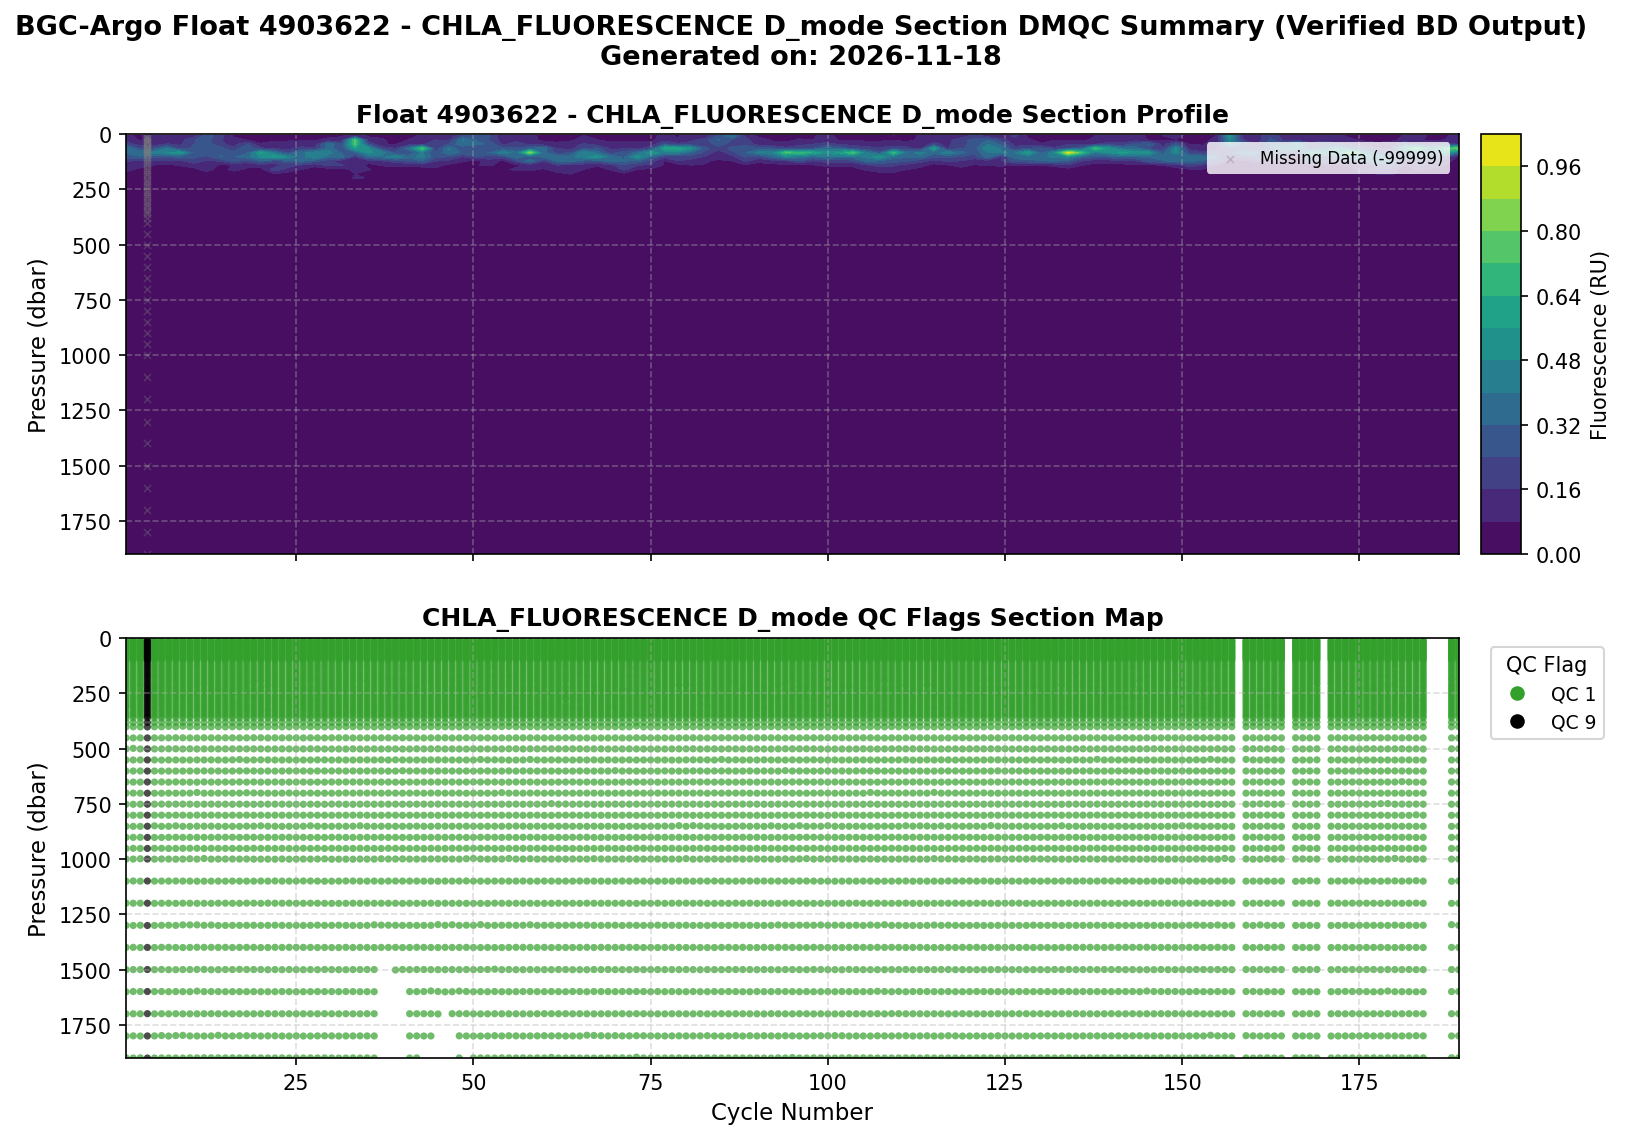 BGC-Argo Float 4903622 - CHLA_FLUORESCENCE D_mode Section DMQC Summary (Verified BD Output)
Generated on: 2026-11-18
Float 4903622 - CHLA_FLUORESCENCE D_mode Section Profile
Pressure (dbar)
0
250
500
750
1000
1250
1500
1750
Missing Data (-99999)
0.96
0.80
0.64
0.48
0.32
0.16
0.00
Fluorescence (RU)
CHLA_FLUORESCENCE D_mode QC Flags Section Map
Pressure (dbar)
0
250
500
750
1000
1250
1500
1750
QC Flag
QC 1
QC 9
25
50
75
100
125
150
175
Cycle Number